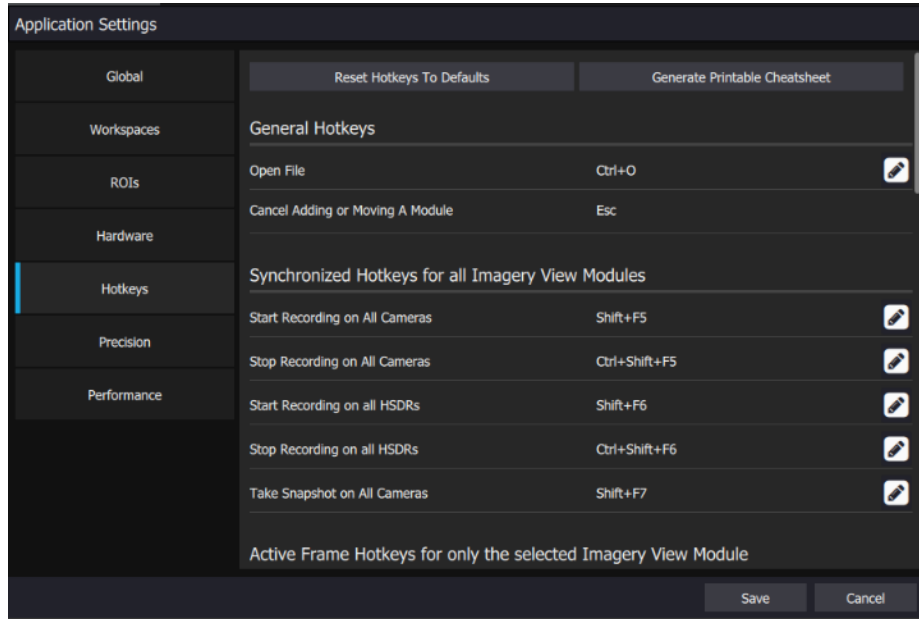 Application Settings
Global
Workspaces
ROIs
Hardware
Hotkeys
Precision
Performance
Reset Hotkeys To Defaults
Generate Printable Cheatsheet
General Hotkeys
Open File Ctrl+O
Cancel Adding or Moving A Module Esc
Synchronized Hotkeys for all Imagery View Modules
Start Recording on All Cameras Shift+F5
Stop Recording on All Cameras Ctrl+Shift+F5
Start Recording on all HSDRs Shift+F6
Stop Recording on all HSDRs Ctrl+Shift+F6
Take Snapshot on All Cameras Shift+F7
Active Frame Hotkeys for only the selected Imagery View Module
Save
Cancel